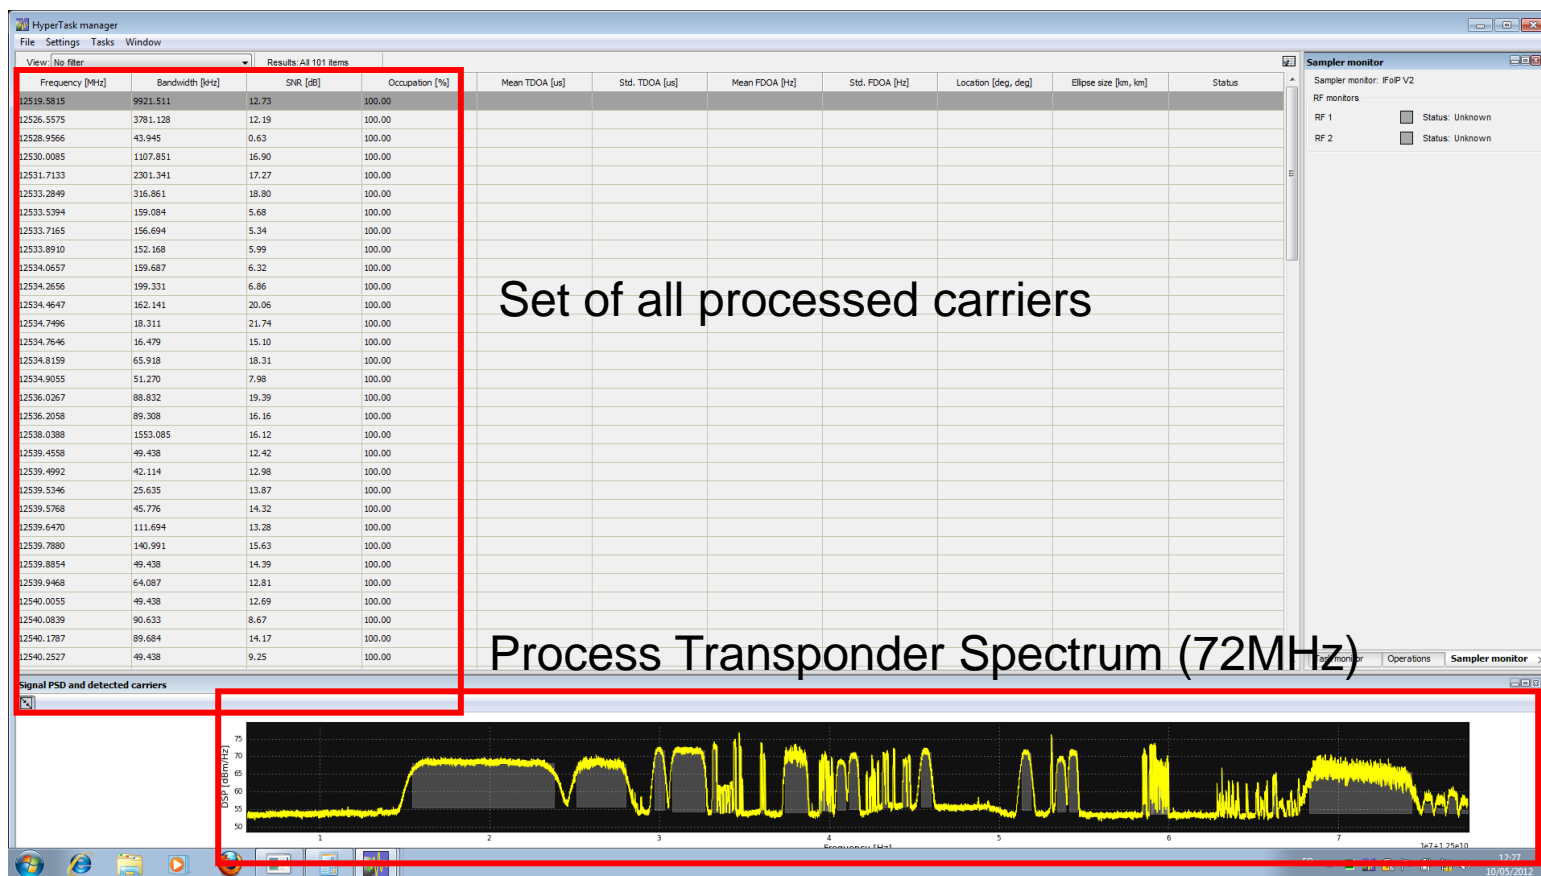 HyperTask manager
File Settings Tasks Window
View: No filter Results: All 101 items
Frequency [MHz] Bandwidth [kHz] SNR [dB] Occupation [%] Mean TDOA [us] Std. TDOA [us] Mean FDOA [Hz] Std. FDOA [Hz] Location [deg, deg] Ellipse size [km, km] Status
12519.5815 9921.511 12.73 100.00
12526.5575 3781.128 12.19 100.00
12528.9566 43.945 0.63 100.00
12530.0085 1107.851 16.90 100.00
12531.7133 2301.341 17.27 100.00
12533.2849 316.861 18.80 100.00
12533.5394 159.084 5.68 100.00
12533.7165 156.694 5.34 100.00
12533.8910 152.168 5.99 100.00
12534.0657 159.687 6.32 100.00
12534.2656 199.331 6.86 100.00
12534.4647 162.141 20.06 100.00
12534.7496 18.311 21.74 100.00
12534.7646 16.479 15.10 100.00
12534.8159 65.918 18.31 100.00
12534.9055 51.270 7.98 100.00
12536.0267 88.832 19.39 100.00
12536.2058 89.308 16.16 100.00
12538.0388 1553.085 16.12 100.00
12539.4558 49.438 12.42 100.00
12539.4992 42.114 12.98 100.00
12539.5346 25.635 13.87 100.00
12539.5768 45.776 14.32 100.00
12539.6470 111.694 13.28 100.00
12539.7880 140.991 15.63 100.00
12539.8854 49.438 14.39 100.00
12539.9468 64.087 12.81 100.00
12540.0055 49.438 12.69 100.00
12540.0839 90.633 8.67 100.00
12540.1787 89.684 14.17 100.00
12540.2527 49.438 9.25 100.00
Set of all processed carriers
Process Transponder Spectrum (72MHz)
Sampler monitor
Sampler monitor: IFoIP V2
RF monitors
RF 1 Status: Unknown
RF 2 Status: Unknown
Task monitor Operations Sampler monitor
Signal PSD and detected carriers
DSP [dBm/Hz]
75
70
65
60
55
50
1 2 3 4 5 6 7
Frequency [Hz]
1e7+1.25e10
12:27
10/05/2012